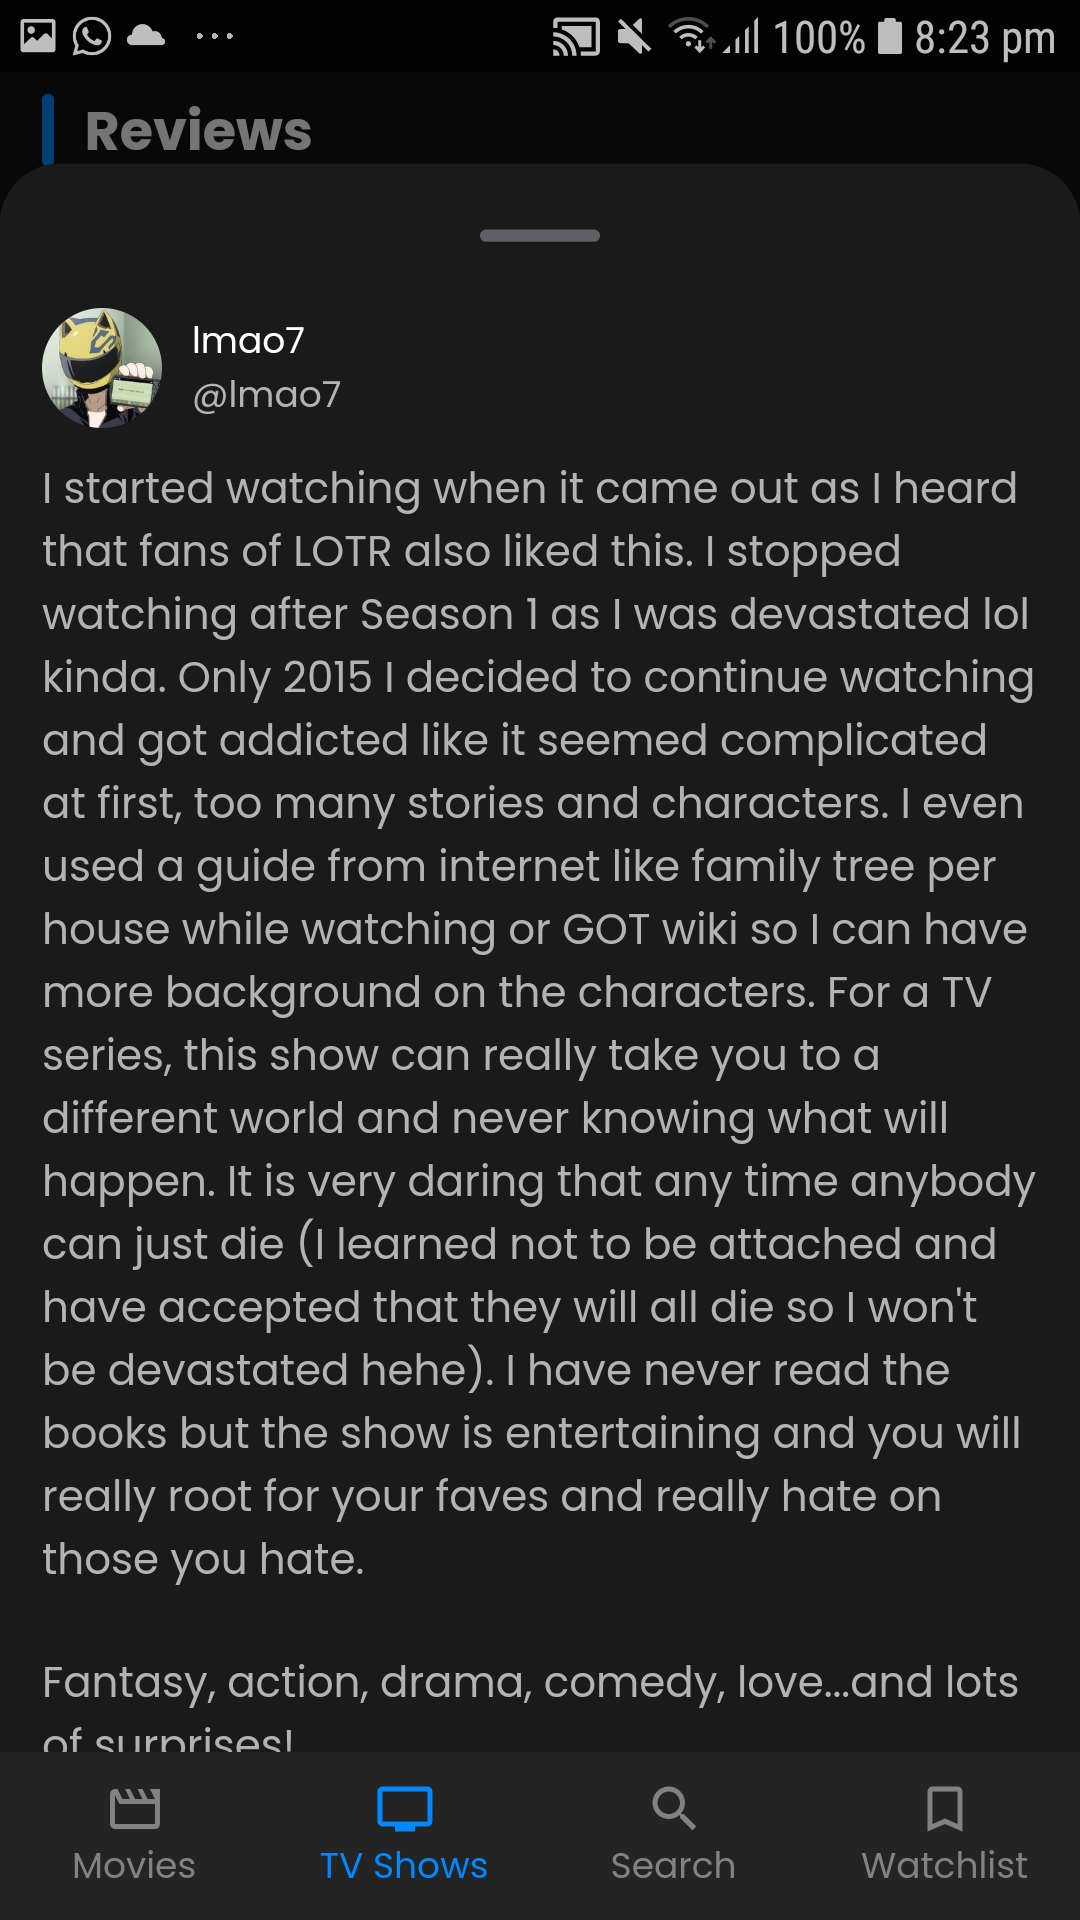 100% 8:23 pm
Reviews
lmao7
@lmao7
I started watching when it came out as I heard
that fans of LOTR also liked this. I stopped
watching after Season 1 as I was devastated lol
kinda. Only 2015 I decided to continue watching
and got addicted like it seemed complicated
at first, too many stories and characters. I even
used a guide from internet like family tree per
house while watching or GOT wiki so I can have
more background on the characters. For a TV
series, this show can really take you to a
different world and never knowing what will
happen. It is very daring that any time anybody
can just die (I learned not to be attached and
have accepted that they will all die so I won't
be devastated hehe). I have never read the
books but the show is entertaining and you will
really root for your faves and really hate on
those you hate.
Fantasy, action, drama, comedy, love...and lots
of surprises!
Movies TV Shows Search Watchlist